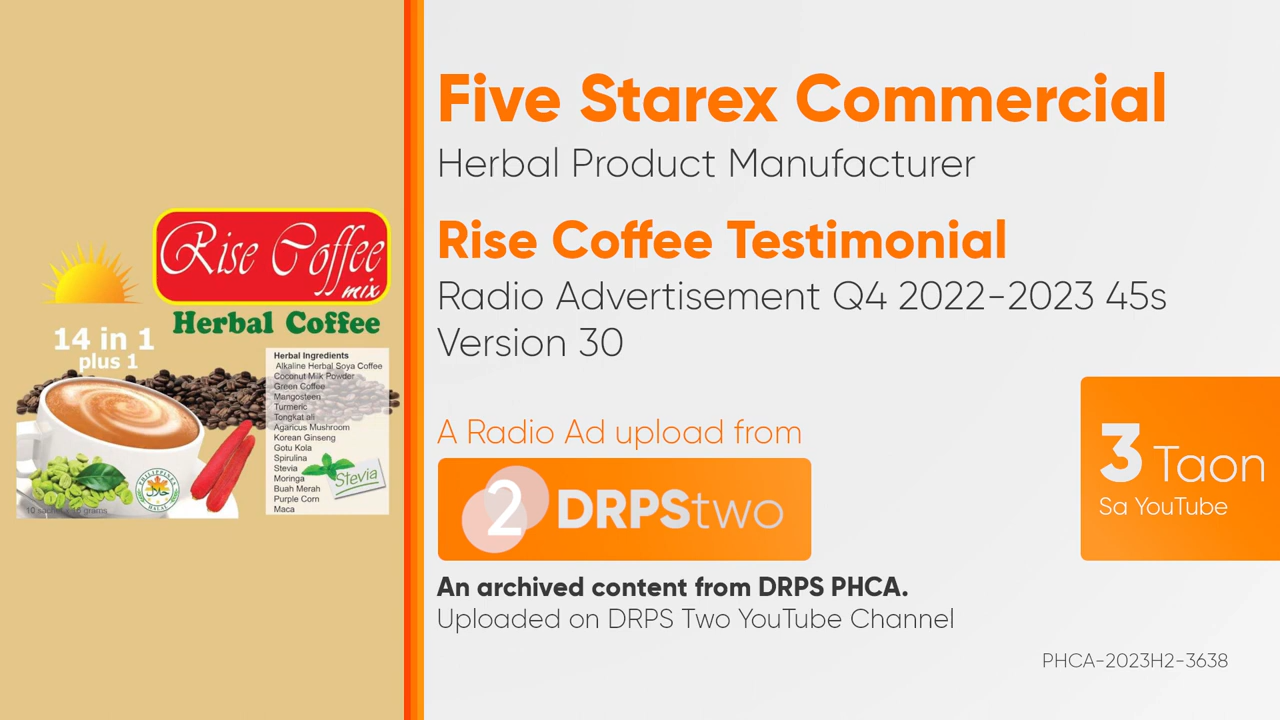 Rise Coffee
mix
Herbal Coffee
14 in 1
plus 1
Herbal Ingredients
Alkaline Herbal Soya Coffee
Coconut Milk Powder
Green Coffee
Mangosteen
Turmeric
Tongkat ali
Agaricus Mushroom
Korean Ginseng
Gotu Kola
Spirulina
Stevia
Moringa
Buah Merah
Purple Corn
Maca
Stevia
PHILIPPINES
حلال
HALAL
Five Starex Commercial
Herbal Product Manufacturer
Rise Coffee Testimonial
Radio Advertisement Q4 2022-2023 45s
Version 30
A Radio Ad upload from
2 DRPStwo
An archived content from DRPS PHCA.
Uploaded on DRPS Two YouTube Channel
3 Taon
Sa YouTube
PHCA-2023H2-3638